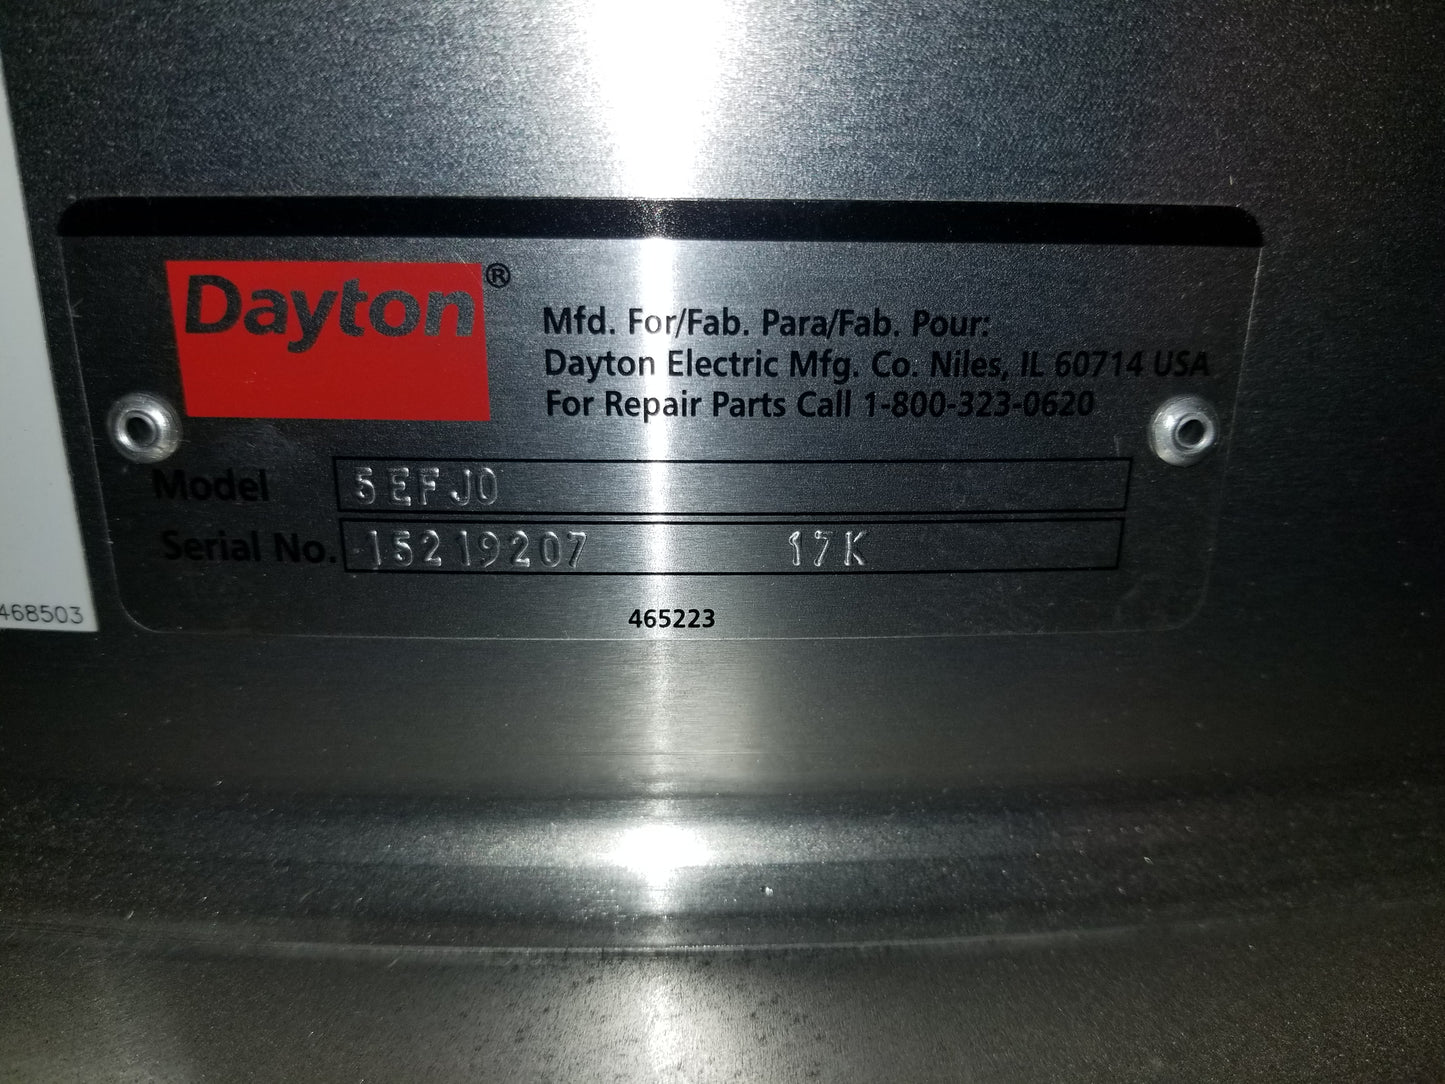 Dayton®
Mfd. For/Fab. Para/Fab. Pour:
Dayton Electric Mfg. Co. Niles, IL 60714 USA
For Repair Parts Call 1-800-323-0620
Model 5EFJ0
Serial No. 15219207 17K
465223
468503